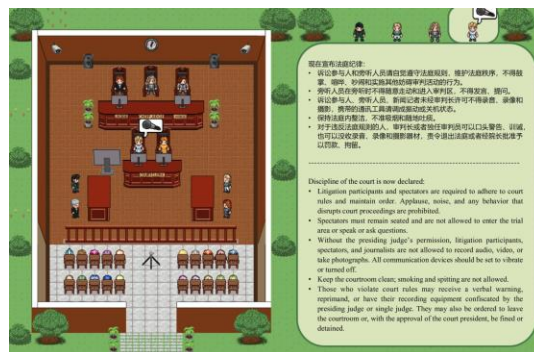 现在宣布法庭纪律:
• 诉讼参与人和旁听人员请自觉遵守法庭规则，维护法庭秩序，不得鼓
掌、喧哗、吵闹和实施其他妨碍审判活动的行为。
• 旁听人员在旁听时不得随意走动和进入审判区，不得发言、提问。
• 诉讼参与人、旁听人员、新闻记者未经审判长许可不得录音，录像和
摄影，携带的通讯工具请调成振动或关机状态。
• 保持法庭内整洁，不准吸烟和随地吐痰。
• 对于违反法庭规则的人，审判长或者独任审判员可以口头警告、训诫，
也可以没收录音、录像和摄影器材，责令退出法庭或者经院长批准予
以罚款，拘留。
Discipline of the court is now declared:
• Litigation participants and spectators are required to adhere to court
rules and maintain order. Applause, noise, and any behavior that
disrupts court proceedings are prohibited.
• Spectators must remain seated and are not allowed to enter the trial
area or speak or ask questions.
• Without the presiding judge's permission, litigation participants,
spectators, and journalists are not allowed to record audio, video, or
take photographs. All communication devices should be set to vibrate
or turned off.
• Keep the courtroom clean; smoking and spitting are not allowed.
• Those who violate court rules may receive a verbal warning,
reprimand, or have their recording equipment confiscated by the
presiding judge or single judge. They may also be ordered to leave
the courtroom or, with the approval of the court president, be fined or
detained.